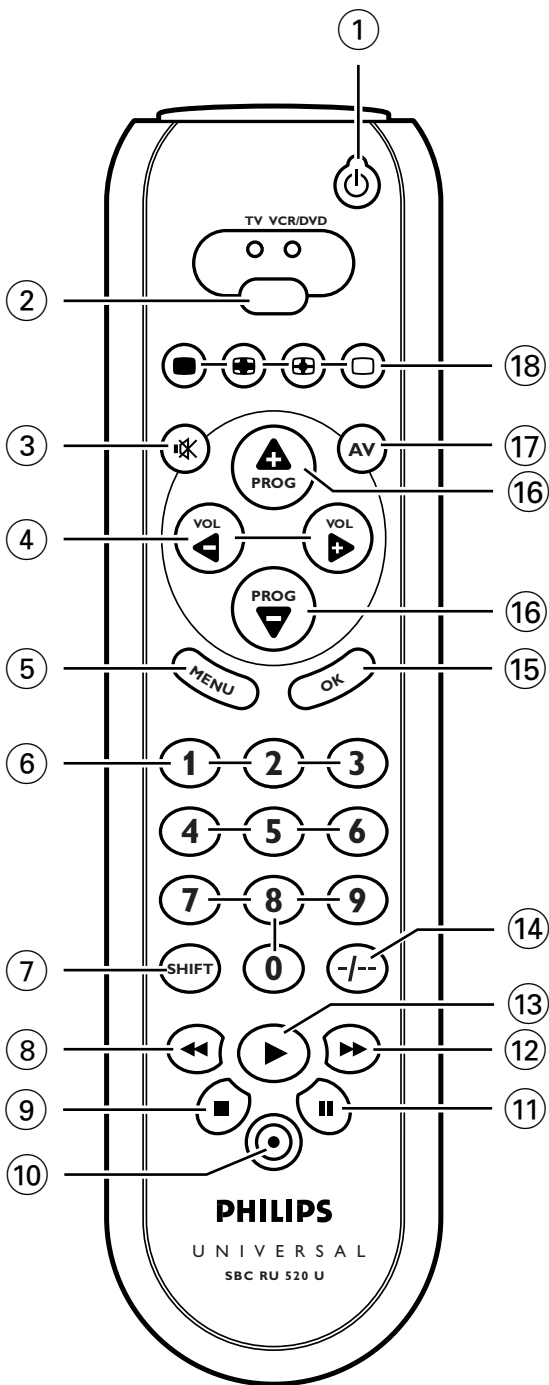 1
TV VCR/DVD
2
18
3
AV
17
PROG
16
4
VOL
VOL
PROG
16
5
MENU
OK
15
6
1 2 3
4 5 6
7 8 9
14
7
SHIFT
0
-/--
13
8
12
9
11
10
PHILIPS
UNIVERSAL
SBC RU 520 U